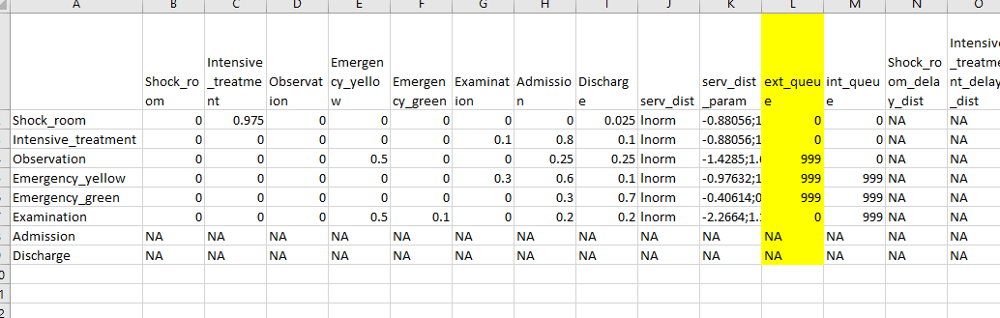 A B C D E F G H I J K L M N O
Shock_room Intensive_treatment Observation Emergency_yellow Emergency_green Examination Admission Discharge serv_dist serv_dist_param ext_queue int_queue Shock_room_delay_dist Intensive_treatment_delay_dist
Shock_room 0 0.975 0 0 0 0 0 0.025 lnorm -0.88056;1 0 0 NA NA
Intensive_treatment 0 0 0 0 0 0.1 0.8 0.1 lnorm -0.88056;1 0 0 NA NA
Observation 0 0 0 0.5 0 0 0.25 0.25 lnorm -1.4285;1. 999 0 NA NA
Emergency_yellow 0 0 0 0 0 0.3 0.6 0.1 lnorm -0.97632;1 999 999 NA NA
Emergency_green 0 0 0 0 0 0 0.3 0.7 lnorm -0.40614;0 999 999 NA NA
Examination 0 0 0 0.5 0.1 0 0.2 0.2 lnorm -2.2664;1. 0 999 NA NA
Admission NA NA NA NA NA NA NA NA NA NA NA NA NA NA
Discharge NA NA NA NA NA NA NA NA NA NA NA NA NA NA